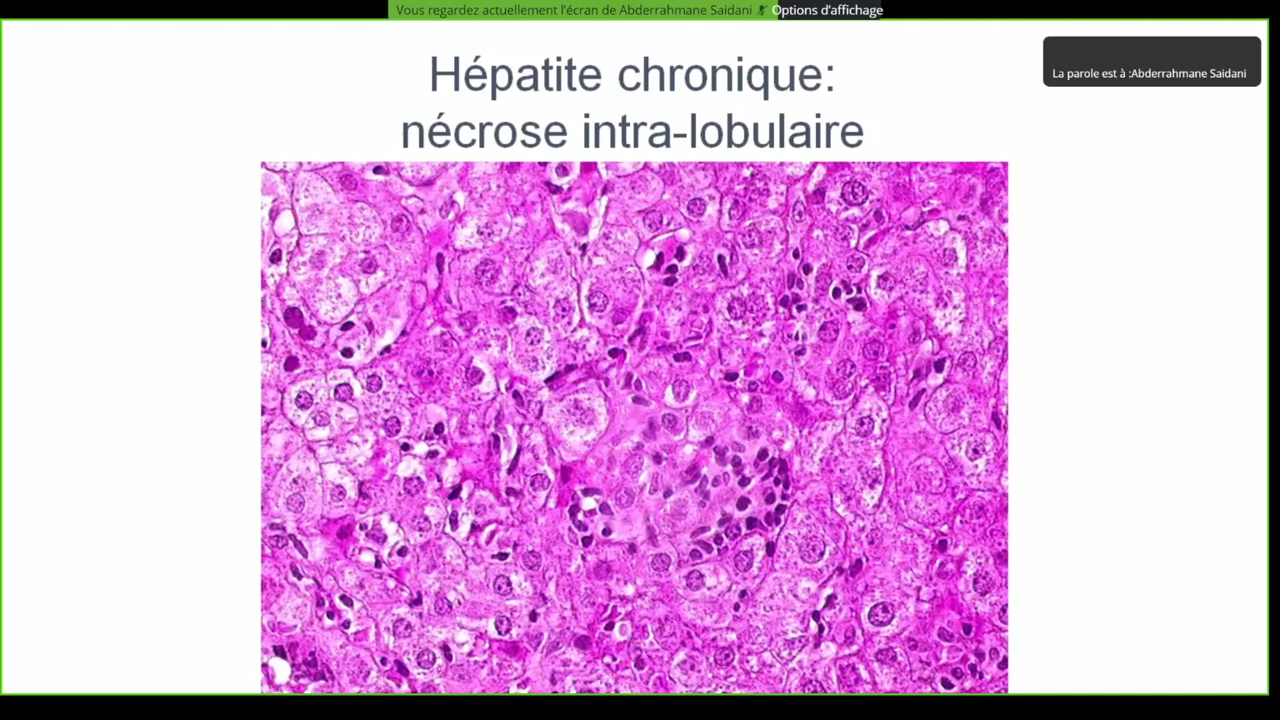 Vous regardez actuellement l'écran de Abderrahmane Saidani Options d'affichage
La parole est à :Abderrahmane Saidani
Hépatite chronique:
nécrose intra-lobulaire